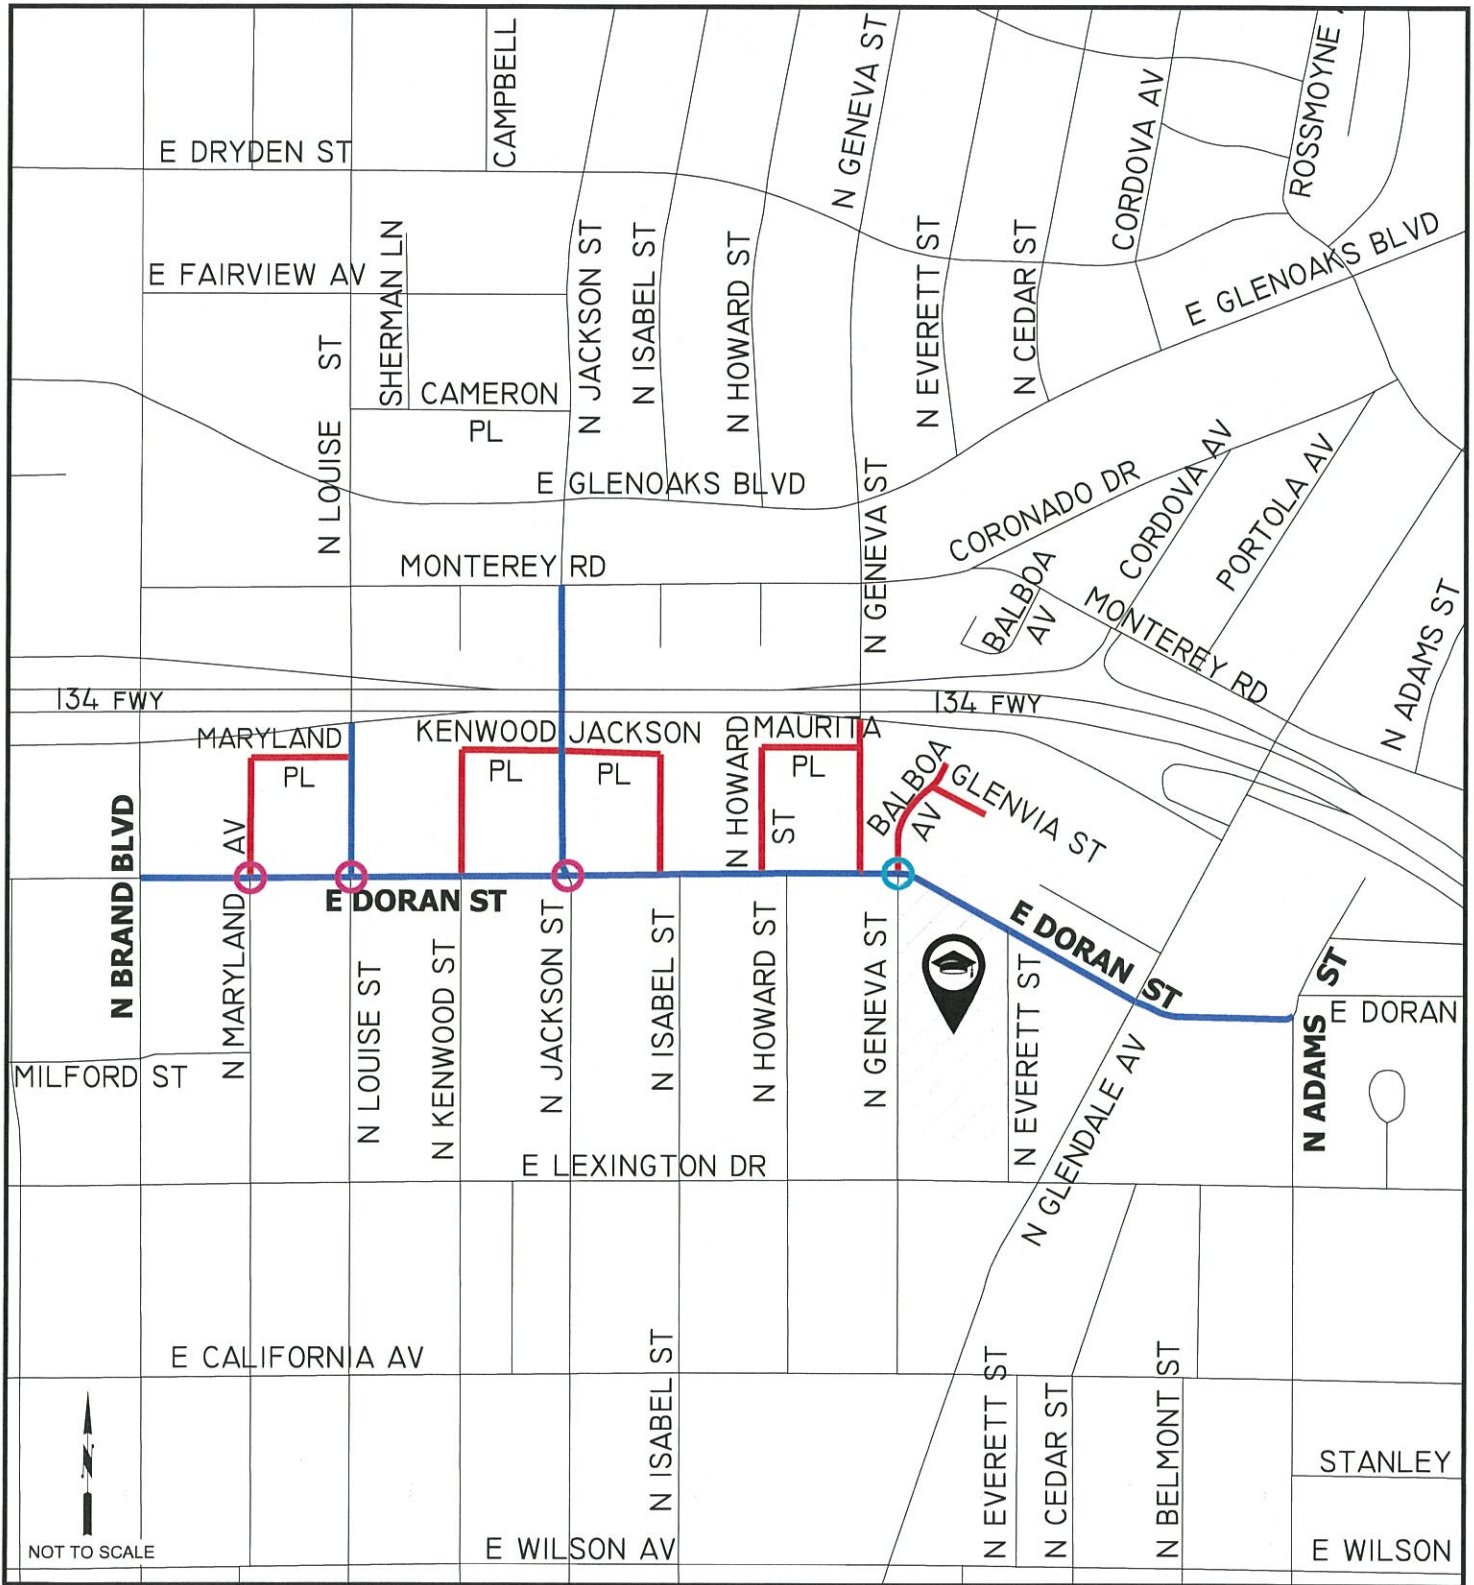 CAMPBELL
N GENEVA ST
CORDOVA AV
ROSSMOYNE
E DRYDEN ST
E FAIRVIEW AV
SHERMAN LN
N JACKSON ST
N ISABEL ST
N HOWARD ST
N EVERETT ST
N CEDAR ST
E GLENOAKS BLVD
N LOUISE ST
CAMERON
PL
E GLENOAKS BLVD
N GENEVA ST
CORONADO DR
CORDOVA AV
PORTOLA AV
MONTEREY RD
BALBOA
AV
MONTEREY RD
N ADAMS ST
134 FWY
134 FWY
MARYLAND
PL
KENWOOD
PL
JACKSON
PL
N HOWARD
ST
MAURITA
PL
BALBOA
AV
GLENVIA ST
N BRAND BLVD
AV
N MARYLAND
E DORAN ST
E DORAN ST
N LOUISE ST
N KENWOOD ST
N JACKSON ST
N ISABEL ST
N HOWARD ST
N GENEVA ST
N EVERETT ST
N GLENDALE AV
N ADAMS
ST
E DORAN
MILFORD ST
E LEXINGTON DR
E CALIFORNIA AV
N ISABEL ST
N EVERETT ST
N CEDAR ST
N BELMONT ST
STANLEY
N
NOT TO SCALE
E WILSON AV
E WILSON